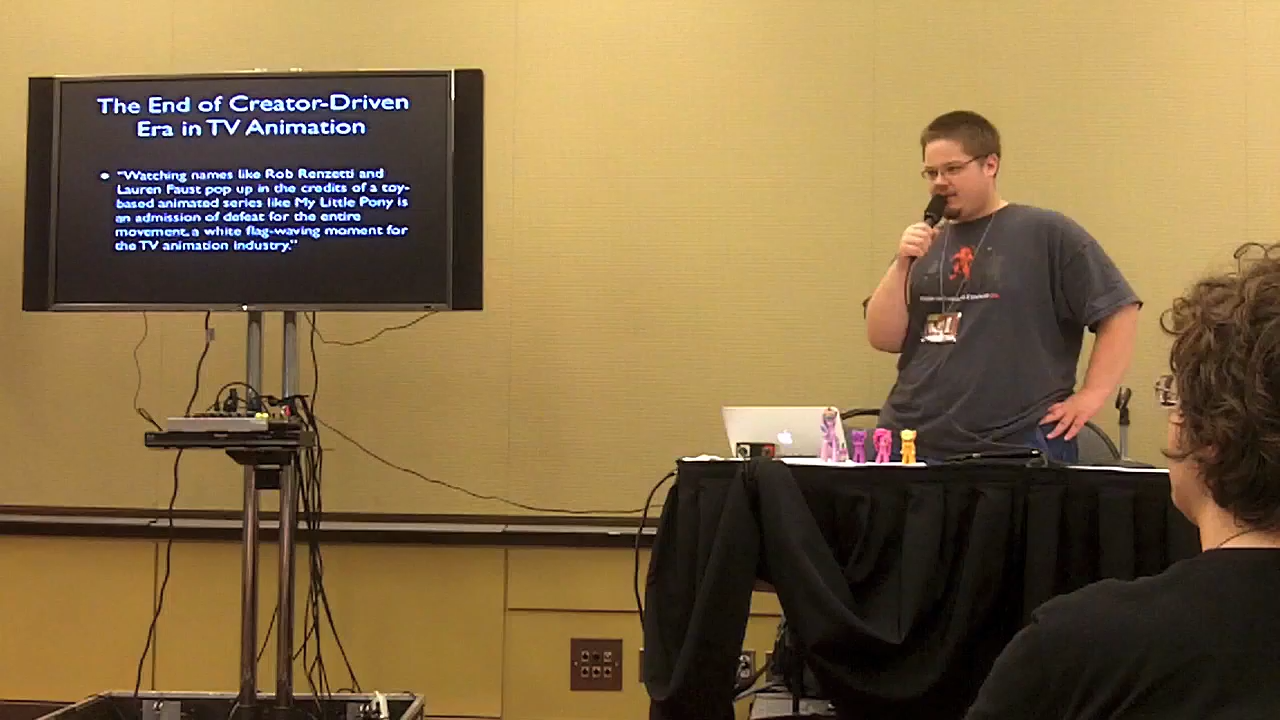 The End of Creator-Driven
Era in TV Animation
• "Watching names like Rob Renzetti and
Lauren Faust pop up in the credits of a toy-
based animated series like My Little Pony is
an admission of defeat for the entire
movement, a white flag-waving moment for
the TV animation industry."